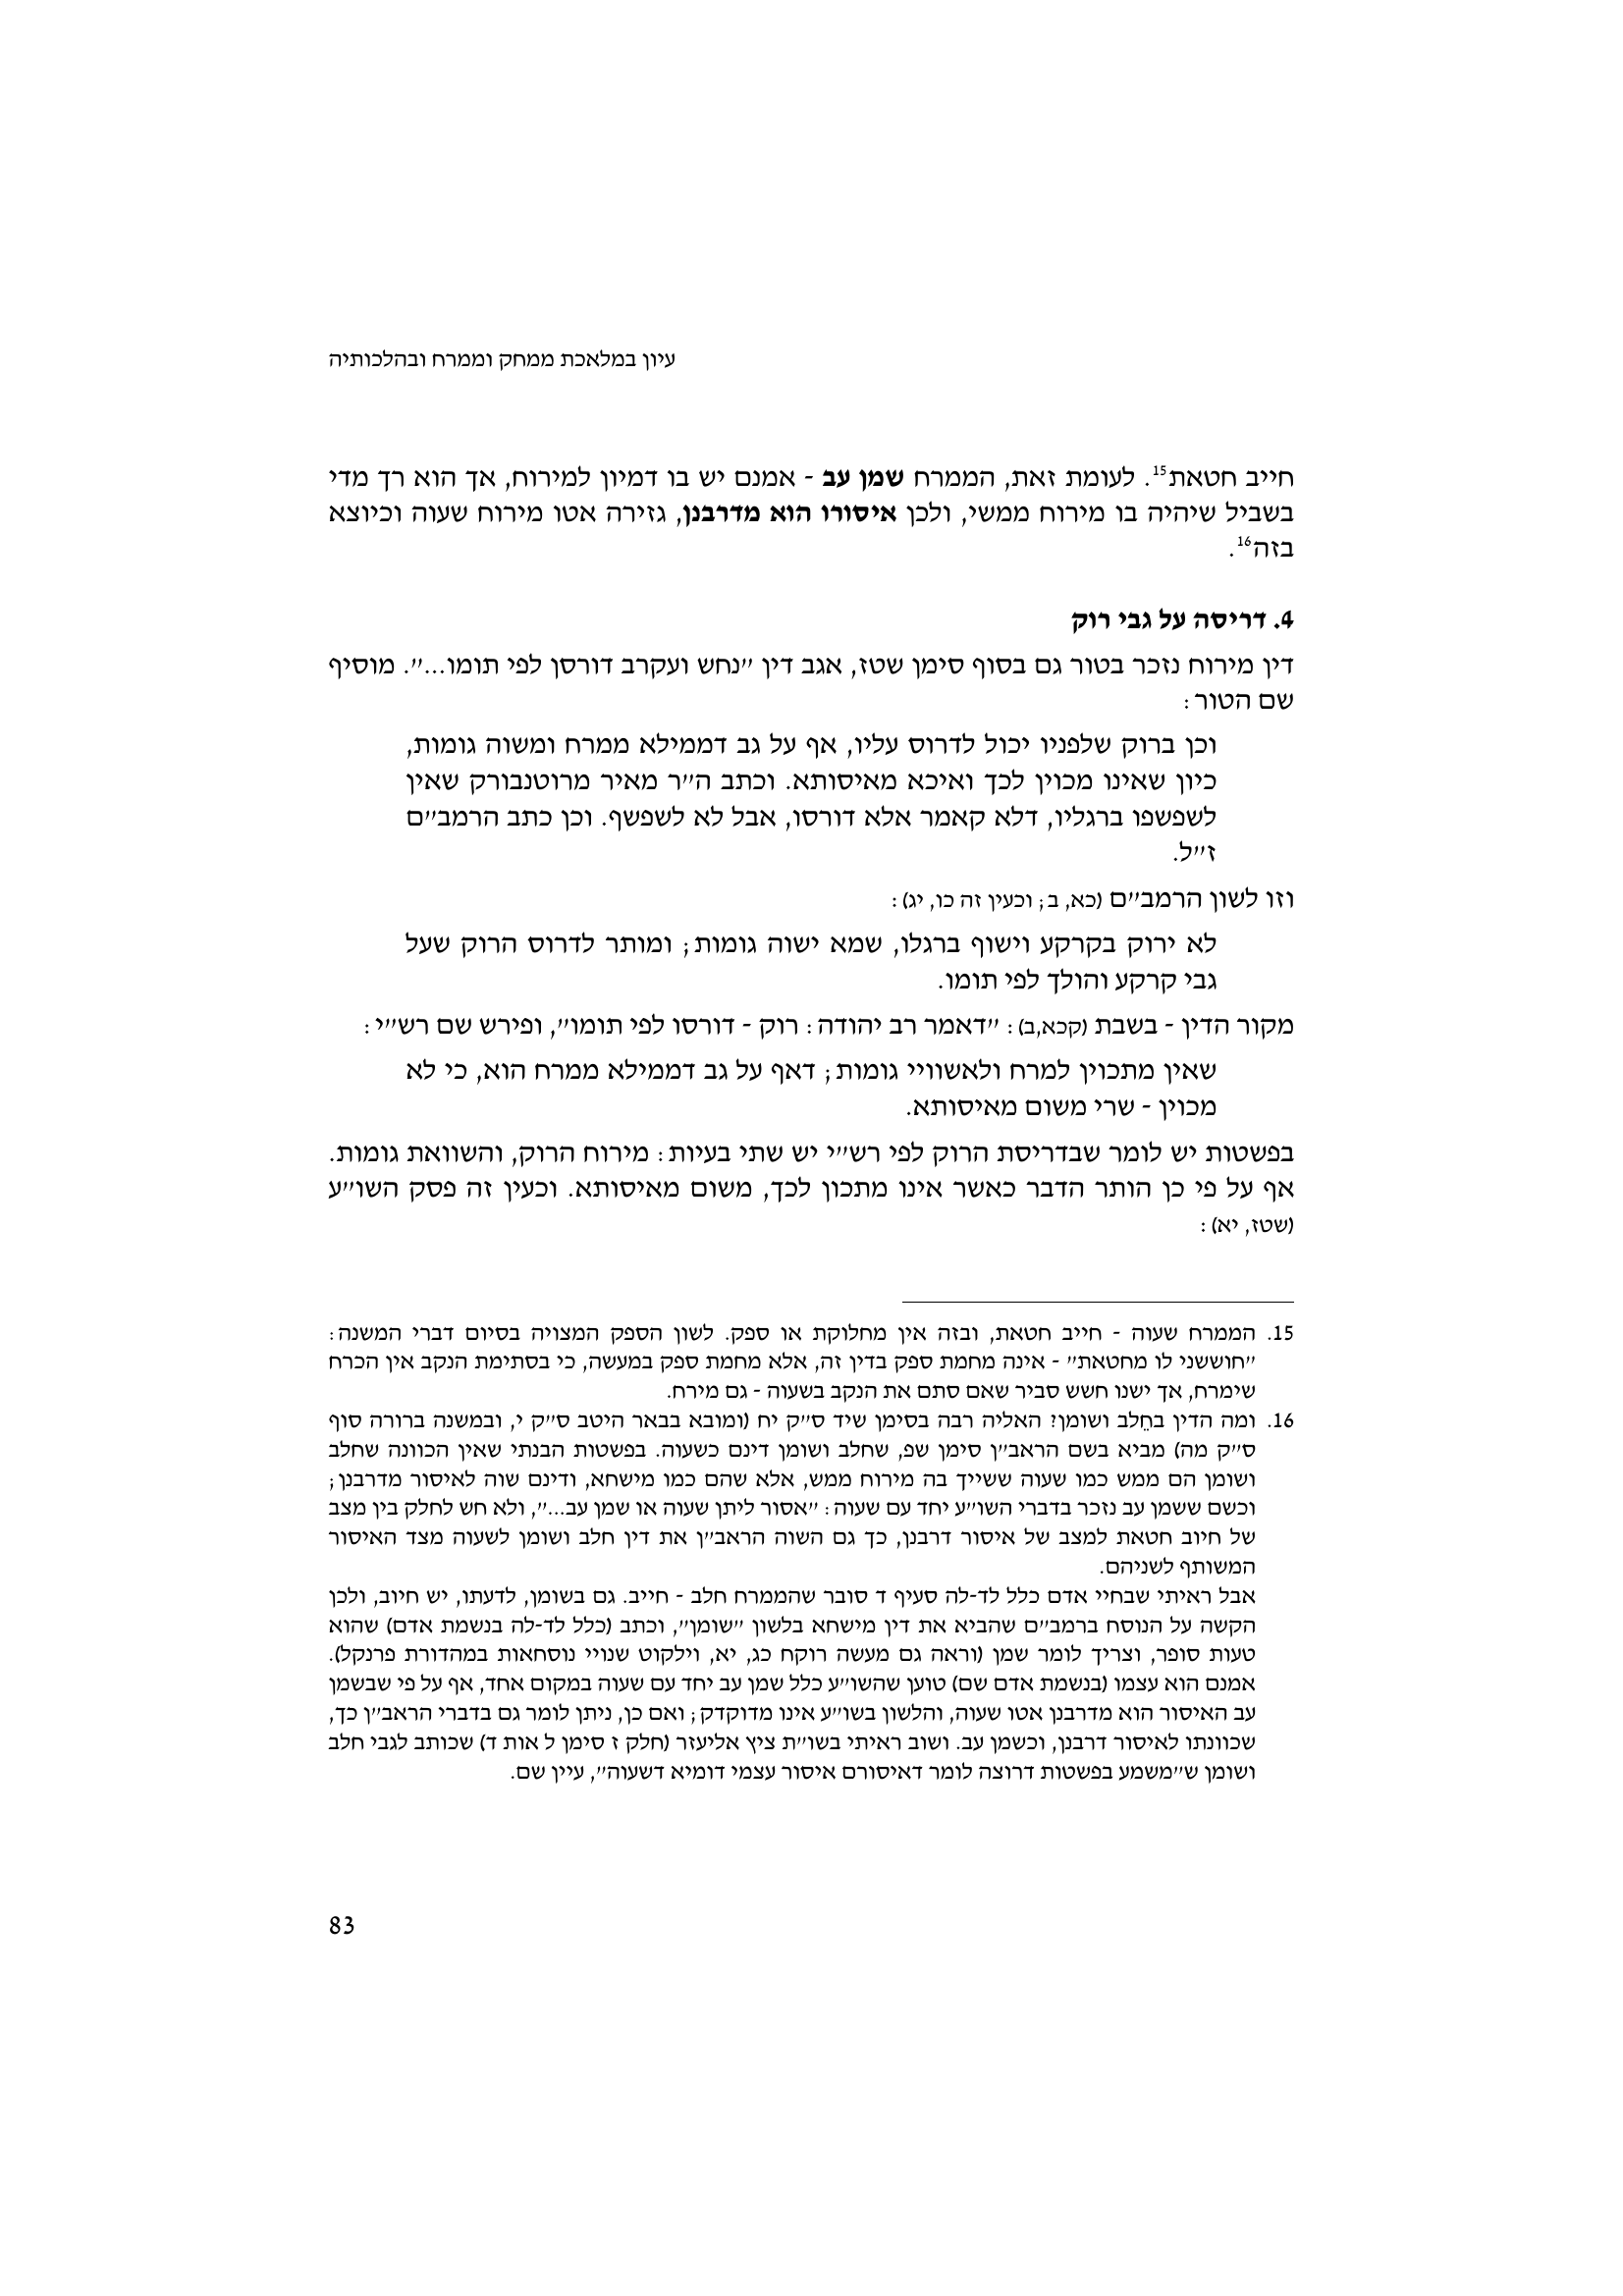 עיון במלאכת ממחק וממרח ובהלכותיה
חייב חטאת15. לעומת זאת, הממרח שמן עב - אמנם יש בו דמיון למירוח, אך הוא רך מדי
בשביל שיהיה בו מירוח ממשי, ולכן איסורו הוא מדרבנן, גזירה אטו מירוח שעוה וכיוצא
בזה16.
4. דריסה על גבי רוק
דין מירוח נזכר בטור גם בסוף סימן שטז, אגב דין ״נחש ועקרב דורסן לפי תומו...״. מוסיף
שם הטור:
וכן ברוק שלפניו יכול לדרוס עליו, אף על גב דממילא ממרח ומשוה גומות,
כיון שאינו מכוין לכך ואיכא מאיסותא. וכתב ה״ר מאיר מרוטנבורק שאין
לשפשפו ברגליו, דלא קאמר אלא דורסו, אבל לא לשפשף. וכן כתב הרמב״ם
ז״ל.
וזו לשון הרמב״ם (כא, ב; וכעין זה כו, יג):
לא ירוק בקרקע וישוף ברגלו, שמא ישוה גומות; ומותר לדרוס הרוק שעל
גבי קרקע והולך לפי תומו.
מקור הדין - בשבת (קכא,ב): ״דאמר רב יהודה: רוק - דורסו לפי תומו״, ופירש שם רש״י:
שאין מתכוין למרח ולאשוויי גומות; דאף על גב דממילא ממרח הוא, כי לא
מכוין - שרי משום מאיסותא.
בפשטות יש לומר שבדריסת הרוק לפי רש״י יש שתי בעיות: מירוח הרוק, והשוואת גומות.
אף על פי כן הותר הדבר כאשר אינו מתכון לכך, משום מאיסותא. וכעין זה פסק השו״ע
(שטז, יא):
15. הממרח שעוה - חייב חטאת, ובזה אין מחלוקת או ספק. לשון הספק המצויה בסיום דברי המשנה:
״חוששני לו מחטאת״ - אינה מחמת ספק בדין זה, אלא מחמת ספק במעשה, כי בסתימת הנקב אין הכרח
שימרח, אך ישנו חשש סביר שאם סתם את הנקב בשעוה - גם מירח.
16. ומה הדין בחֵלב ושומן? האליה רבה בסימן שיד ס״ק יח (ומובא בבאר היטב ס״ק י, ובמשנה ברורה סוף
ס״ק מה) מביא בשם הראב״ן סימן שפ, שחלב ושומן דינם כשעוה. בפשטות הבנתי שאין הכוונה שחלב
ושומן הם ממש כמו שעוה ששייך בה מירוח ממש, אלא שהם כמו מישחא, ודינם שוה לאיסור מדרבנן;
וכשם ששמן עב נזכר בדברי השו״ע יחד עם שעוה: ״אסור ליתן שעוה או שמן עב...״, ולא חש לחלק בין מצב
של חיוב חטאת למצב של איסור דרבנן, כך גם השוה הראב״ן את דין חלב ושומן לשעוה מצד האיסור
המשותף לשניהם.
אבל ראיתי שבחיי אדם כלל לד-לה סעיף ד סובר שהממרח חלב - חייב. גם בשומן, לדעתו, יש חיוב, ולכן
הקשה על הנוסח ברמב״ם שהביא את דין מישחא בלשון ״שומן״, וכתב (כלל לד-לה בנשמת אדם) שהוא
טעות סופר, וצריך לומר שמן (וראה גם מעשה רוקח כג, יא, וילקוט שנויי נוסחאות במהדורת פרנקל).
אמנם הוא עצמו (בנשמת אדם שם) טוען שהשו״ע כלל שמן עב יחד עם שעוה במקום אחד, אף על פי שבשמן
עב האיסור הוא מדרבנן אטו שעוה, והלשון בשו״ע אינו מדוקדק; ואם כן, ניתן לומר גם בדברי הראב״ן כך,
שכוונתו לאיסור דרבנן, וכשמן עב. ושוב ראיתי בשו״ת ציץ אליעזר (חלק ז סימן ל אות ד) שכותב לגבי חלב
ושומן ש״משמע בפשטות דרוצה לומר דאיסורם איסור עצמי דומיא דשעוה״, עיין שם.
83